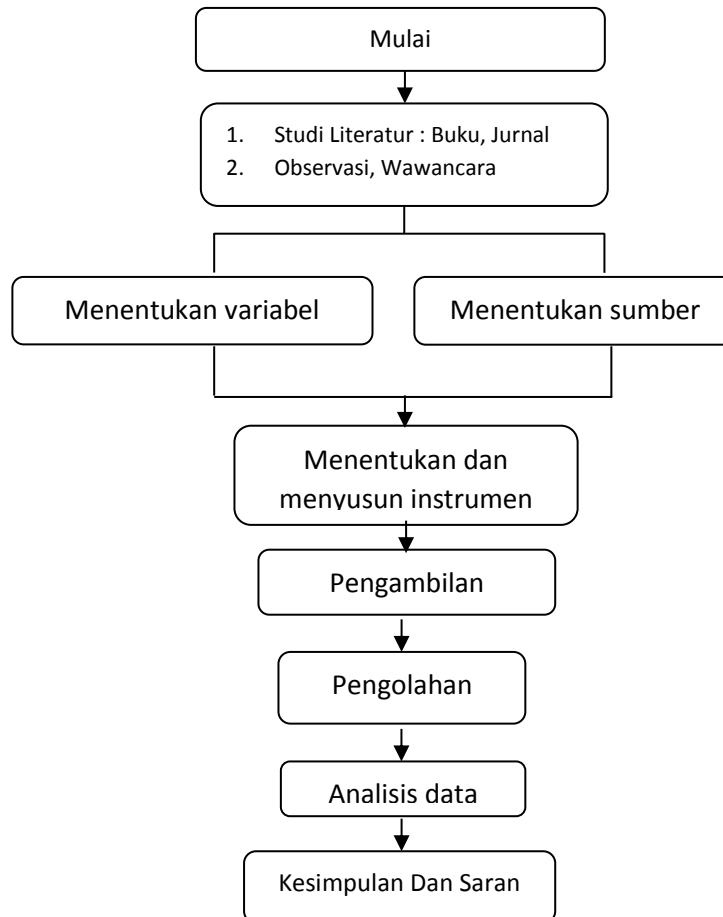 Mulai
1. Studi Literatur : Buku, Jurnal
2. Observasi, Wawancara
Menentukan variabel
Menentukan sumber
Menentukan dan
menyusun instrumen
Pengambilan
Pengolahan
Analisis data
Kesimpulan Dan Saran